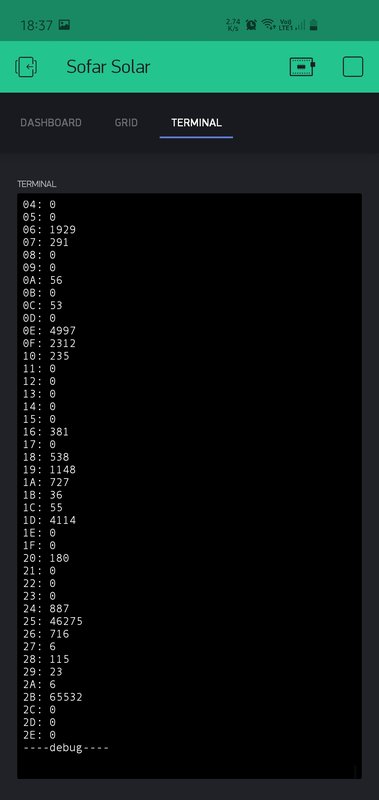 18:37
2.74
K/s
Vo))
LTE1
Sofar Solar
DASHBOARD
GRID
TERMINAL
TERMINAL
04: 0
05: 0
06: 1929
07: 291
08: 0
09: 0
0A: 56
0B: 0
0C: 53
0D: 0
0E: 4997
0F: 2312
10: 235
11: 0
12: 0
13: 0
14: 0
15: 0
16: 381
17: 0
18: 538
19: 1148
1A: 727
1B: 36
1C: 55
1D: 4114
1E: 0
1F: 0
20: 180
21: 0
22: 0
23: 0
24: 887
25: 46275
26: 716
27: 6
28: 115
29: 23
2A: 6
2B: 65532
2C: 0
2D: 0
2E: 0
----debug----